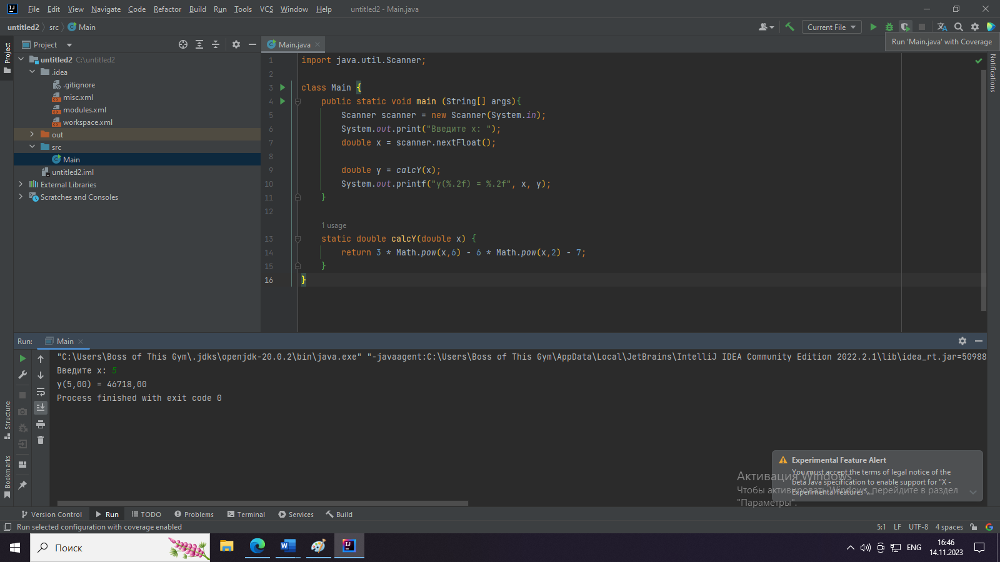 File Edit View Navigate Code Refactor Build Run Tools VCS Window Help untitled2 - Main.java
untitled2 src Main
Current File
Run 'Main.java' with Coverage
Project
Project
Main.java
Notifications
untitled2 C:\untitled2
.idea
.gitignore
misc.xml
modules.xml
workspace.xml
out
src
Main
untitled2.iml
External Libraries
Scratches and Consoles
1 import java.util.Scanner;
2
3 class Main {
4 public static void main (String[] args){
5 Scanner scanner = new Scanner(System.in);
6 System.out.print("Введите x: ");
7 double x = scanner.nextFloat();
8
9 double y = calcY(x);
10 System.out.printf("y(%.2f) = %.2f", x, y);
11 }
12
1 usage
13 static double calcY(double x) {
14 return 3 * Math.pow(x,6) - 6 * Math.pow(x,2) - 7;
15 }
16 }
Run: Main
"C:\Users\Boss of This Gym\.jdks\openjdk-20.0.2\bin\java.exe" "-javaagent:C:\Users\Boss of This Gym\AppData\Local\JetBrains\IntelliJ IDEA Community Edition 2022.2.1\lib\idea_rt.jar=50988
Введите x: 5
y(5,00) = 46718,00
Process finished with exit code 0
Structure
Bookmarks
Experimental Feature Alert
You must accept the terms of legal notice of the
beta Java specification to enable support for "X -
Experimental features"...
Активация Windows
Чтобы активировать Windows, перейдите в раздел
"Параметры".
Version Control Run TODO Problems Terminal Services Build
Run selected configuration with coverage enabled
5:1 LF UTF-8 4 spaces
Поиск
ENG
16:46
14.11.2023